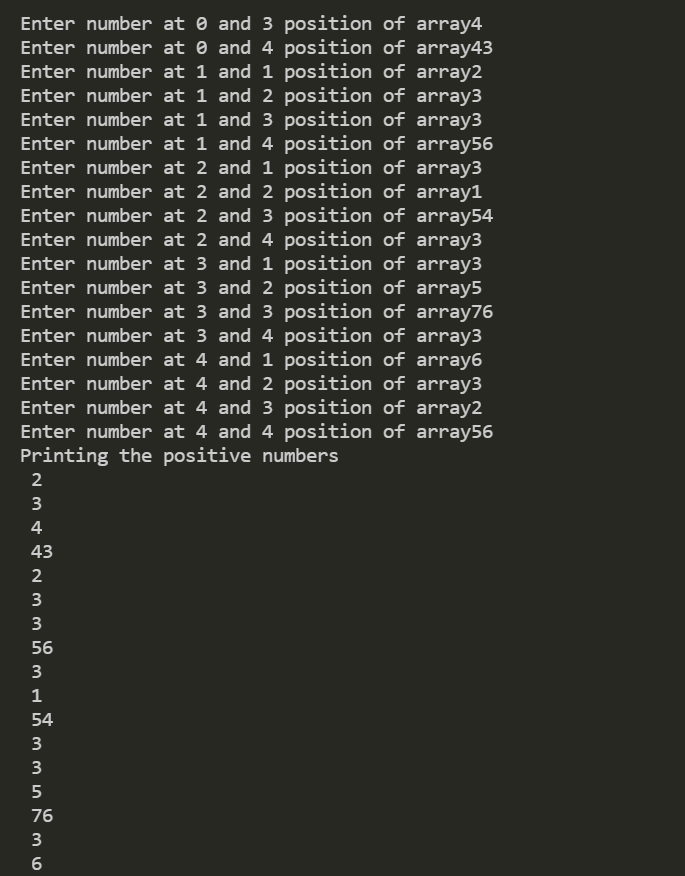 Enter number at 0 and 3 position of array4
Enter number at 0 and 4 position of array43
Enter number at 1 and 1 position of array2
Enter number at 1 and 2 position of array3
Enter number at 1 and 3 position of array3
Enter number at 1 and 4 position of array56
Enter number at 2 and 1 position of array3
Enter number at 2 and 2 position of array1
Enter number at 2 and 3 position of array54
Enter number at 2 and 4 position of array3
Enter number at 3 and 1 position of array3
Enter number at 3 and 2 position of array5
Enter number at 3 and 3 position of array76
Enter number at 3 and 4 position of array3
Enter number at 4 and 1 position of array6
Enter number at 4 and 2 position of array3
Enter number at 4 and 3 position of array2
Enter number at 4 and 4 position of array56
Printing the positive numbers
2
3
4
43
2
3
3
56
3
1
54
3
3
5
76
3
6